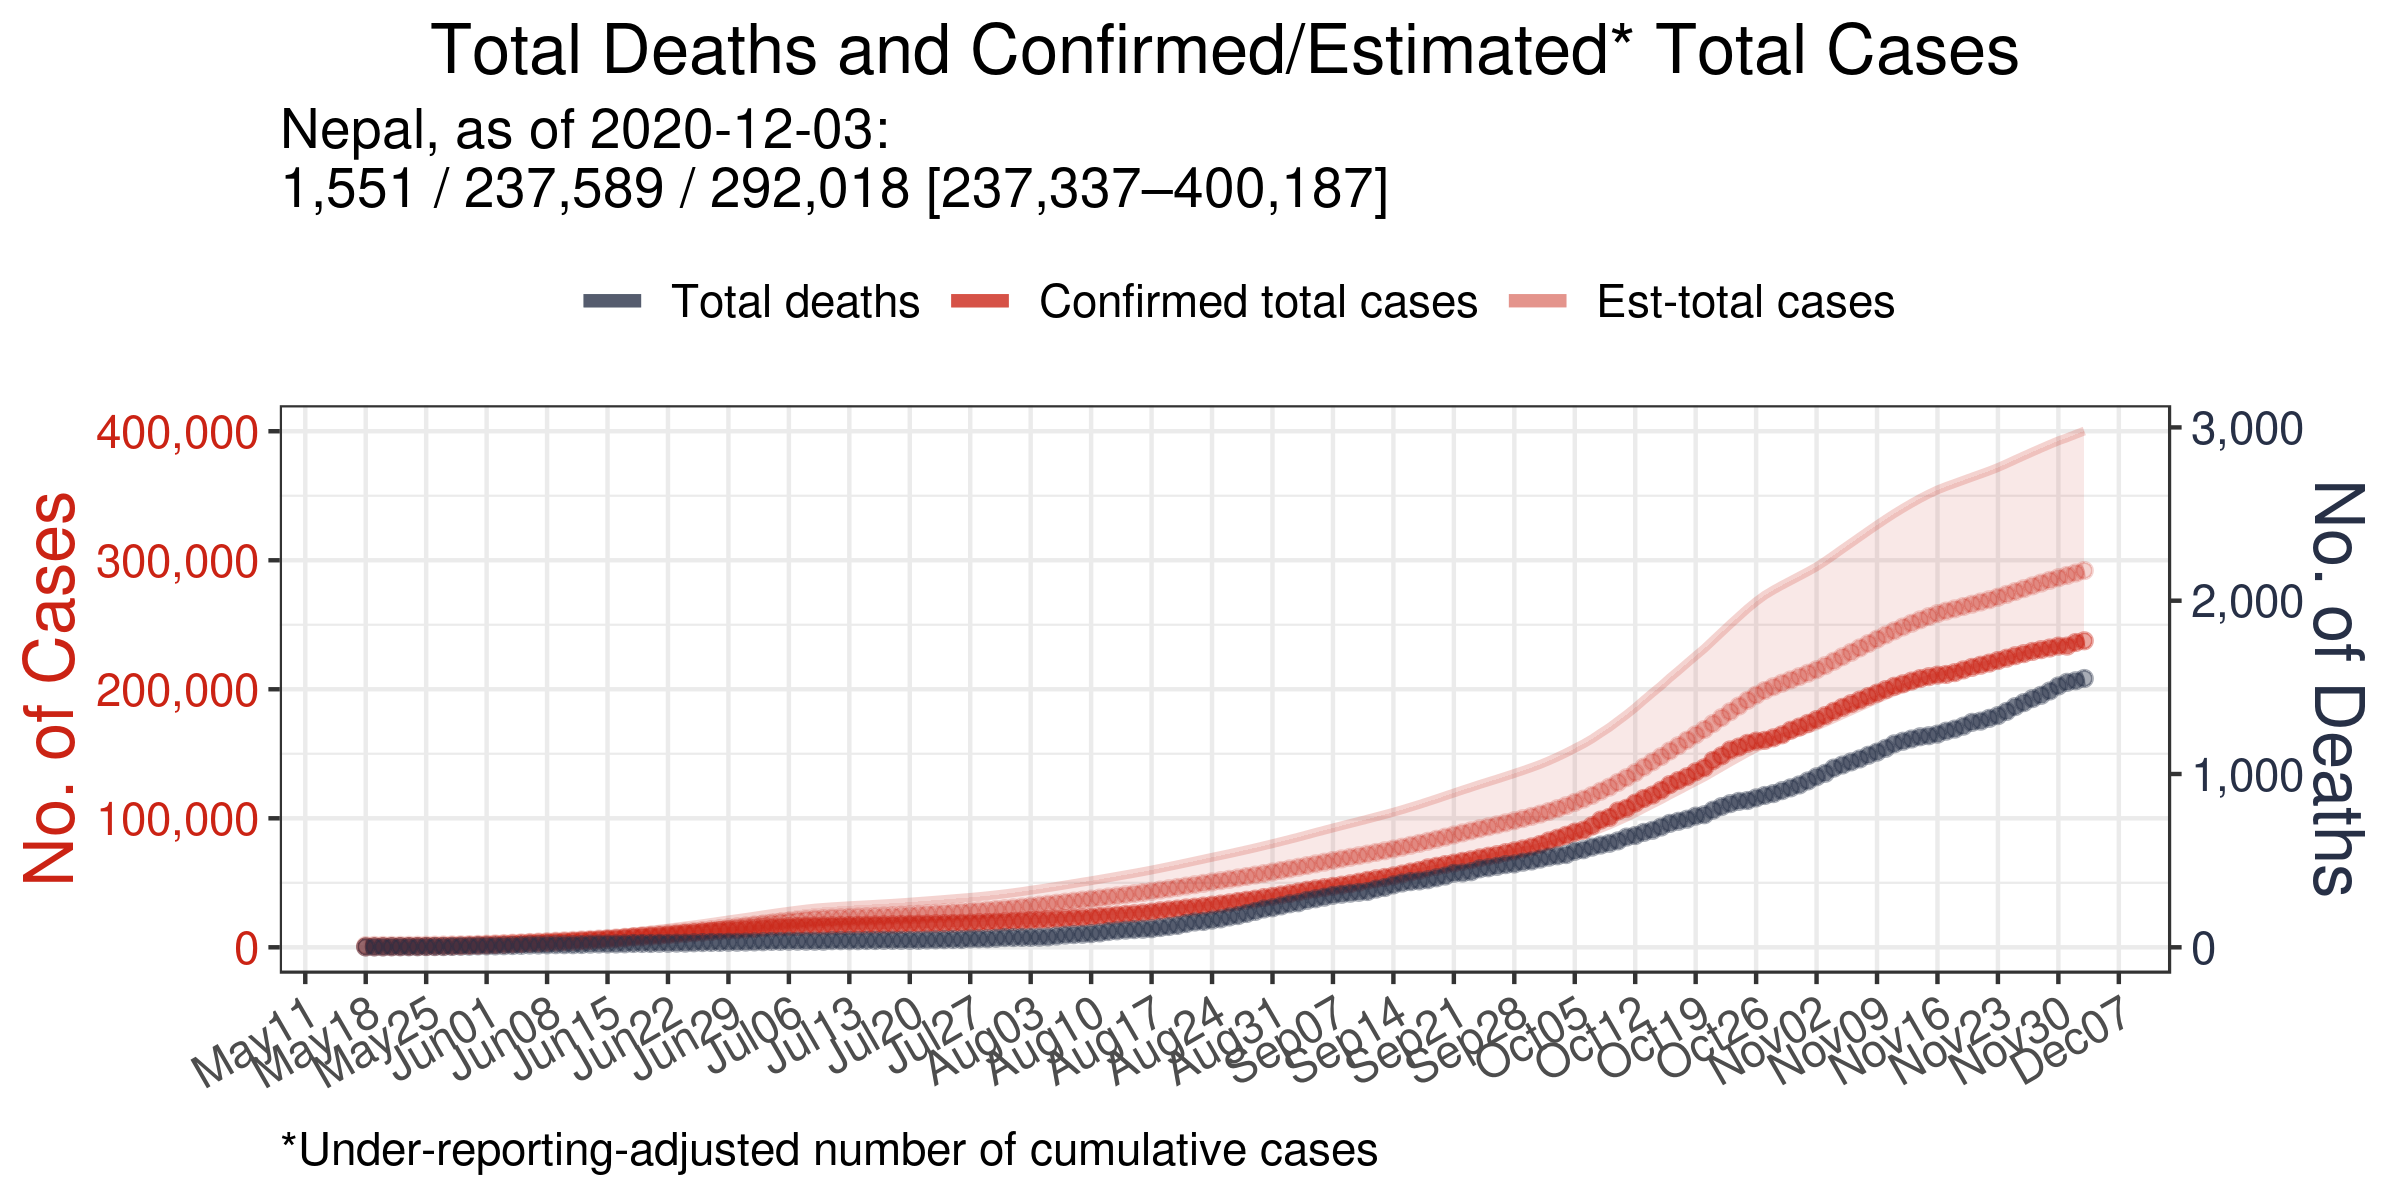 Total Deaths and Confirmed/Estimated* Total Cases
Nepal, as of 2020-12-03:
1,551 / 237,589 / 292,018 [237,337–400,187]
Total deaths
Confirmed total cases
Est-total cases
No. of Cases
400,000
300,000
200,000
100,000
0
3,000
2,000
1,000
0
No. of Deaths
May11
May18
May25
Jun01
Jun08
Jun15
Jun22
Jun29
Jul06
Jul13
Jul20
Jul27
Aug03
Aug10
Aug17
Aug24
Aug31
Sep07
Sep14
Sep21
Sep28
Oct05
Oct12
Oct19
Oct26
Nov02
Nov09
Nov16
Nov23
Nov30
Dec07
*Under-reporting-adjusted number of cumulative cases